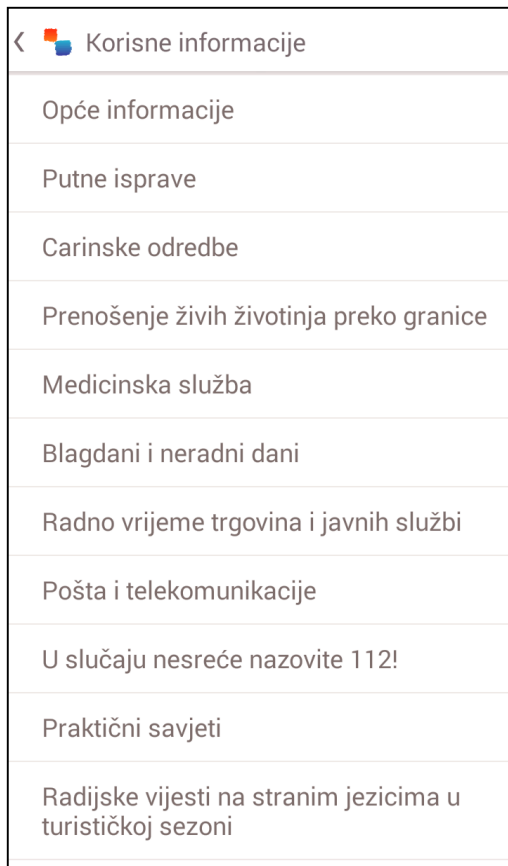 Korisne informacije
Opće informacije
Putne isprave
Carinske odredbe
Prenošenje živih životinja preko granice
Medicinska služba
Blagdani i neradni dani
Radno vrijeme trgovina i javnih službi
Pošta i telekomunikacije
U slučaju nesreće nazovite 112!
Praktični savjeti
Radijske vijesti na stranim jezicima u
turističkoj sezoni